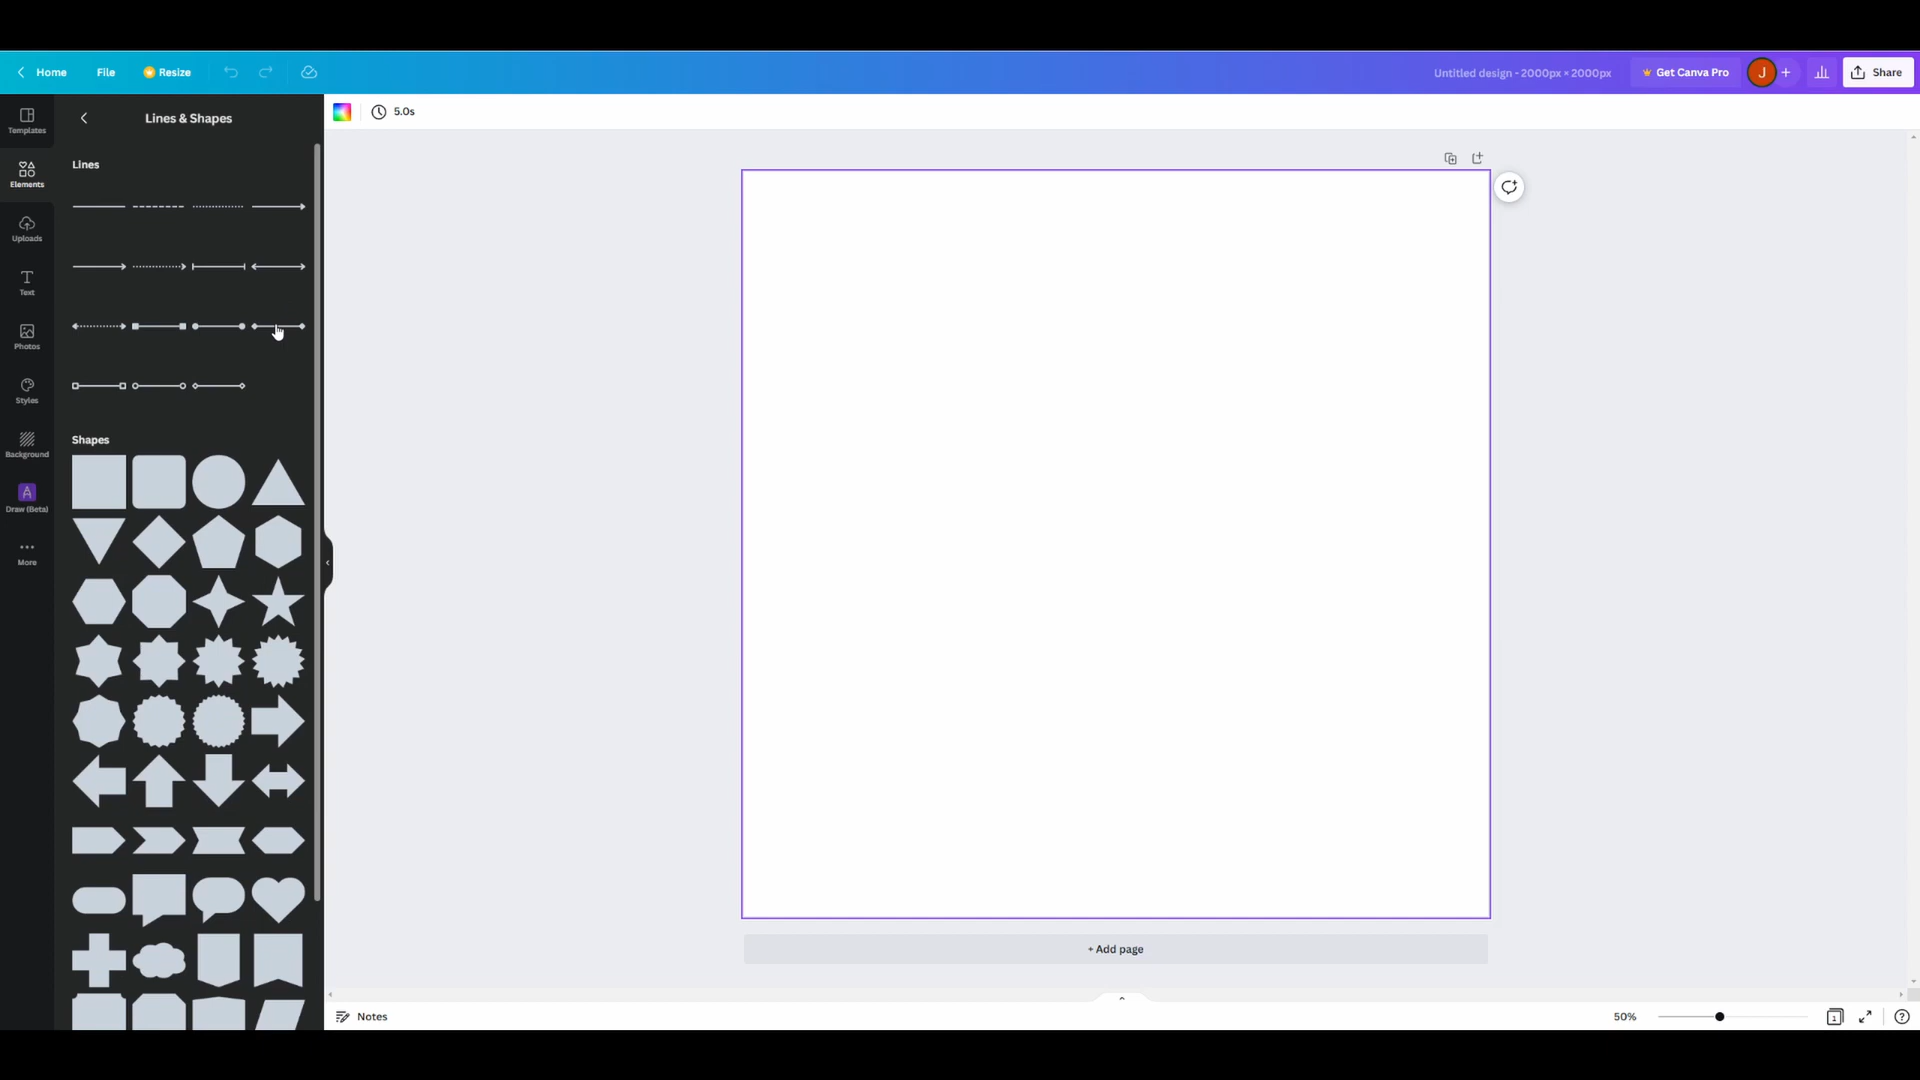 Home File Resize Untitled design - 2000px × 2000px Get Canva Pro J + Share
Templates
Elements
Uploads
Text
Photos
Styles
Background
Draw (Beta)
More
Lines & Shapes
Lines
Shapes
5.0s
+ Add page
Notes 50% 1 ?